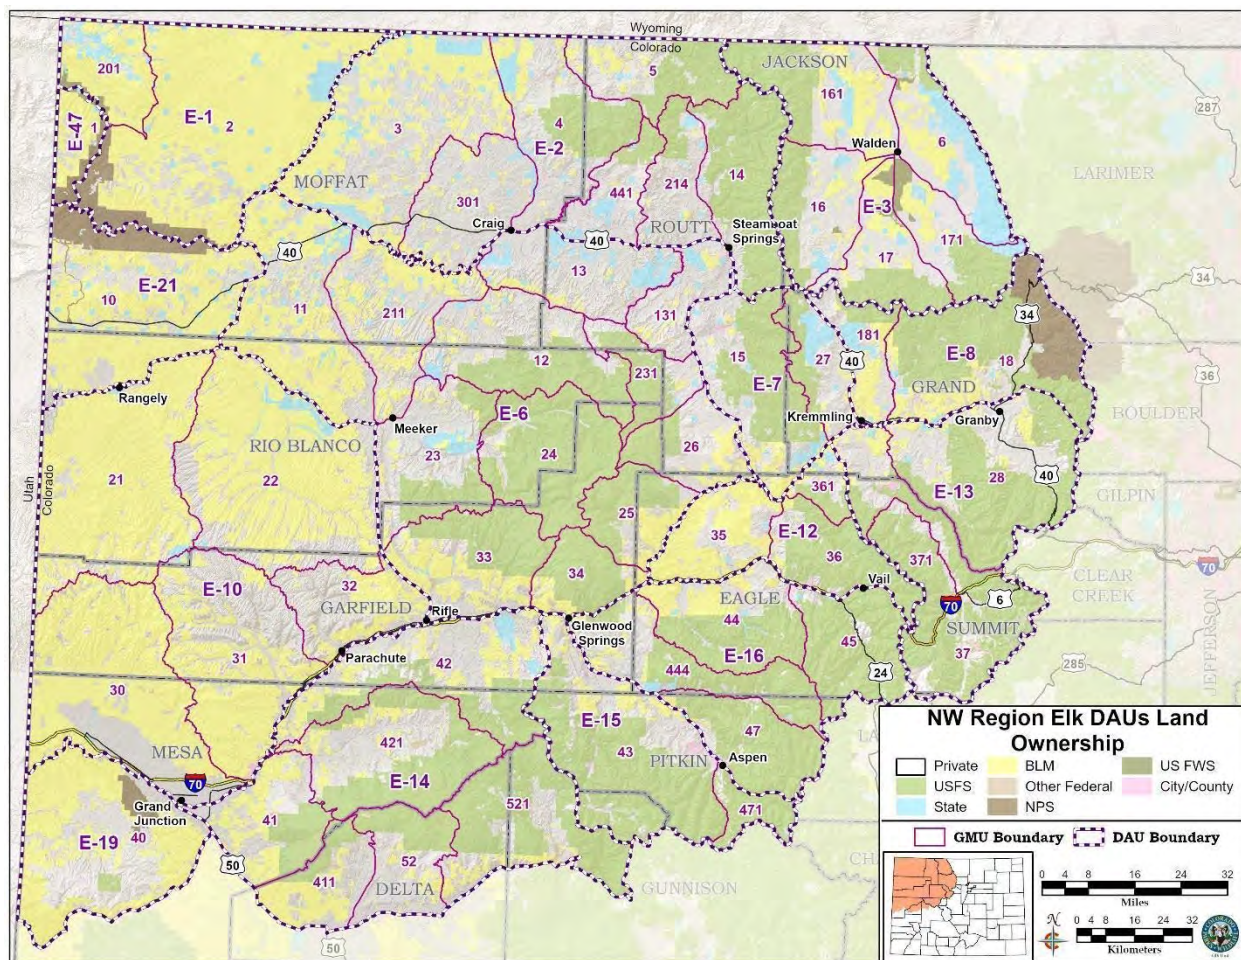 Wyoming
Colorado
JACKSON
5
201
161
287
E-1
E-47
1
2
3
4
E-2
6
Walden
MOFFAT
14
LARIMER
441
214
301
16
E-3
Craig
ROUTT
Steamboat
Springs
171
40
40
13
17
10
E-21
34
11
211
131
34
181
12
15
27
40
E-8
18
231
E-7
36
GRAND
Rangely
Kremmling
Granby
BOULDER
Meeker
E-6
RIO BLANCO
23
24
26
28
40
21
22
361
E-13
Utah
Colorado
GILPIN
25
35
E-12
33
36
371
70
34
CLEAR
CREEK
E-10
32
Vail
GARFIELD
Rifle
EAGLE
70
6
Glenwood
Springs
44
SUMMIT
JEFFERSON
Parachute
45
31
42
E-16
37
24
285
444
30
E-15
47
MESA
421
43
PITKIN
Aspen
E-14
70
Grand
Junction
521
471
41
E-19
40
50
52
411
DELTA
GUNNISON
50
NW Region Elk DAUs Land
Ownership
Private
BLM
US FWS
USFS
Other Federal
City/County
State
NPS
GMU Boundary
DAU Boundary
0 4 8 16 24 32
Miles
N
0 4 8 16 24 32
Kilometers